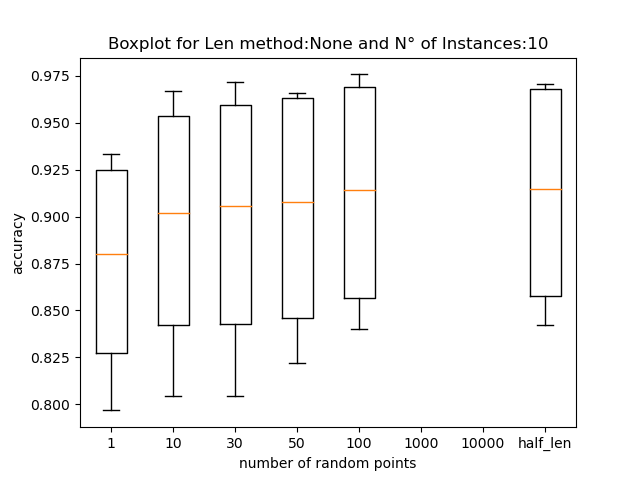 Boxplot for Len method:None and N° of Instances:10
accuracy
0.975
0.950
0.925
0.900
0.875
0.850
0.825
0.800
1 10 30 50 100 1000 10000 half_len
number of random points